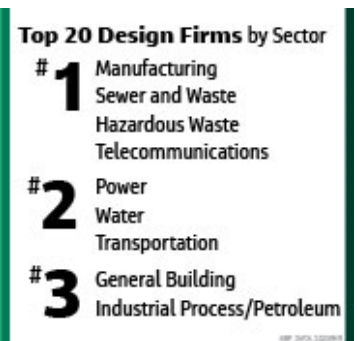 Top 20 Design Firms by Sector
#1 Manufacturing
Sewer and Waste
Hazardous Waste
Telecommunications
#2 Power
Water
Transportation
#3 General Building
Industrial Process/Petroleum